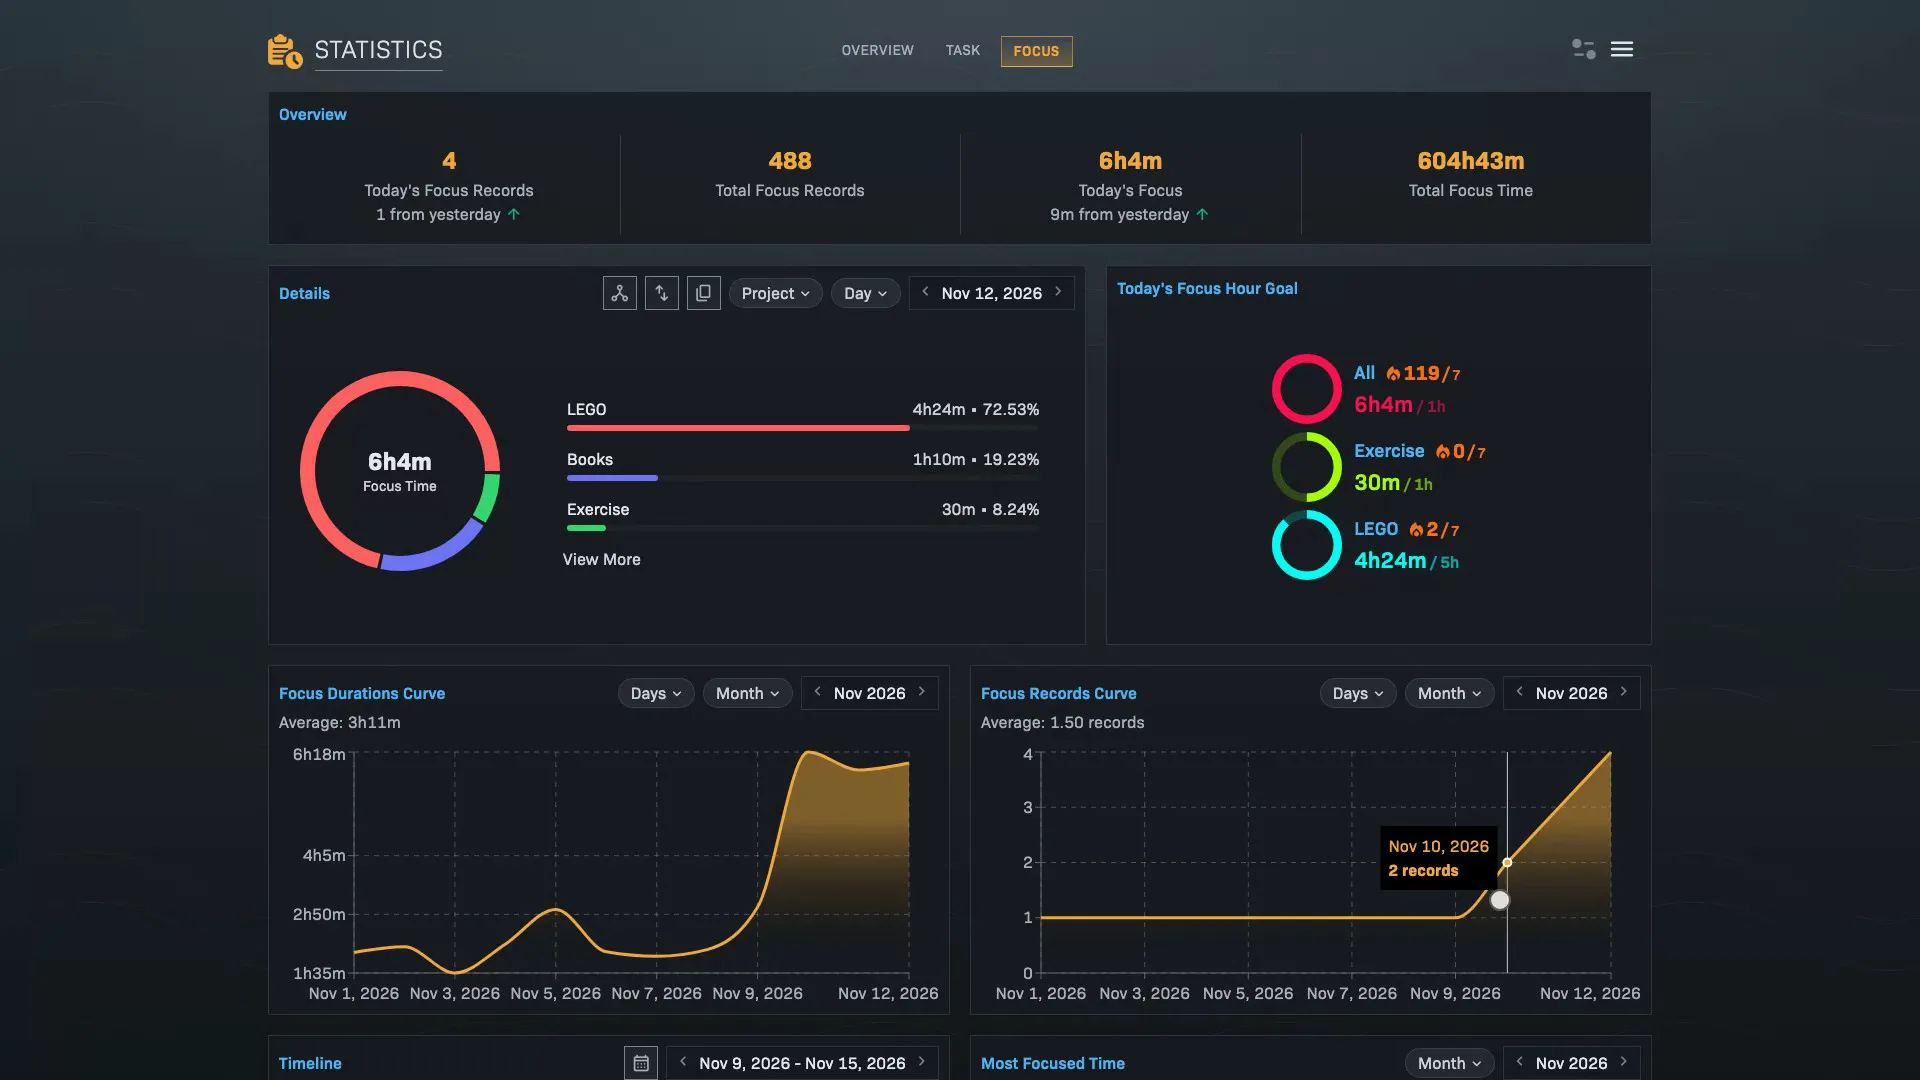 STATISTICS
OVERVIEW TASK FOCUS
Overview
4
Today's Focus Records
1 from yesterday ↑
488
Total Focus Records
6h4m
Today's Focus
9m from yesterday ↑
604h43m
Total Focus Time
Details
Project
Day
Nov 12, 2026
6h4m
Focus Time
LEGO 4h24m • 72.53%
Books 1h10m • 19.23%
Exercise 30m • 8.24%
View More
Today's Focus Hour Goal
All 119/7
6h4m / 1h
Exercise 0/7
30m / 1h
LEGO 2/7
4h24m / 5h
Focus Durations Curve
Days
Month
Nov 2026
Average: 3h11m
6h18m
4h5m
2h50m
1h35m
Nov 1, 2026 Nov 3, 2026 Nov 5, 2026 Nov 7, 2026 Nov 9, 2026 Nov 12, 2026
Focus Records Curve
Days
Month
Nov 2026
Average: 1.50 records
4
3
2
1
0
Nov 10, 2026
2 records
Nov 1, 2026 Nov 3, 2026 Nov 5, 2026 Nov 7, 2026 Nov 9, 2026 Nov 12, 2026
Timeline
Nov 9, 2026 - Nov 15, 2026
Most Focused Time
Month
Nov 2026